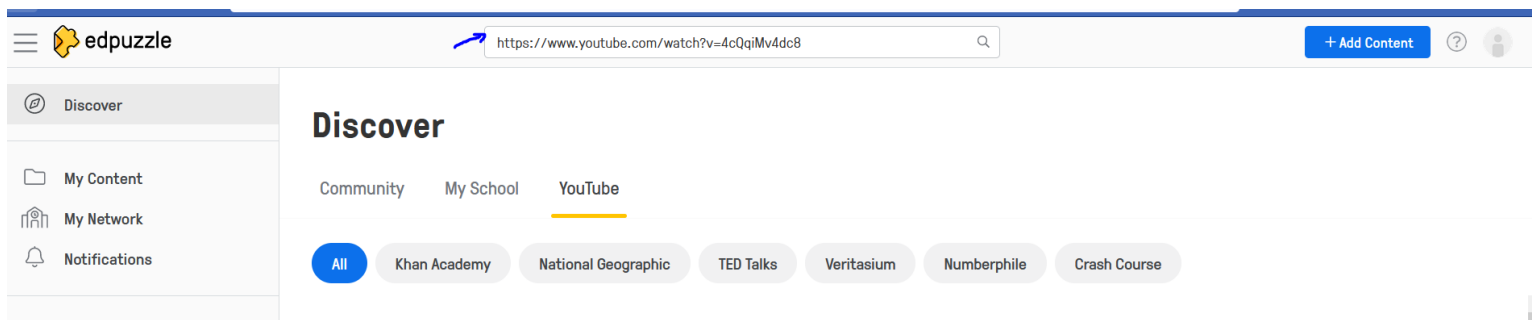 edpuzzle
https://www.youtube.com/watch?v=4cQqiMv4dc8
+ Add Content
?
Discover
My Content
My Network
Notifications
Discover
Community My School YouTube
All Khan Academy National Geographic TED Talks Veritasium Numberphile Crash Course